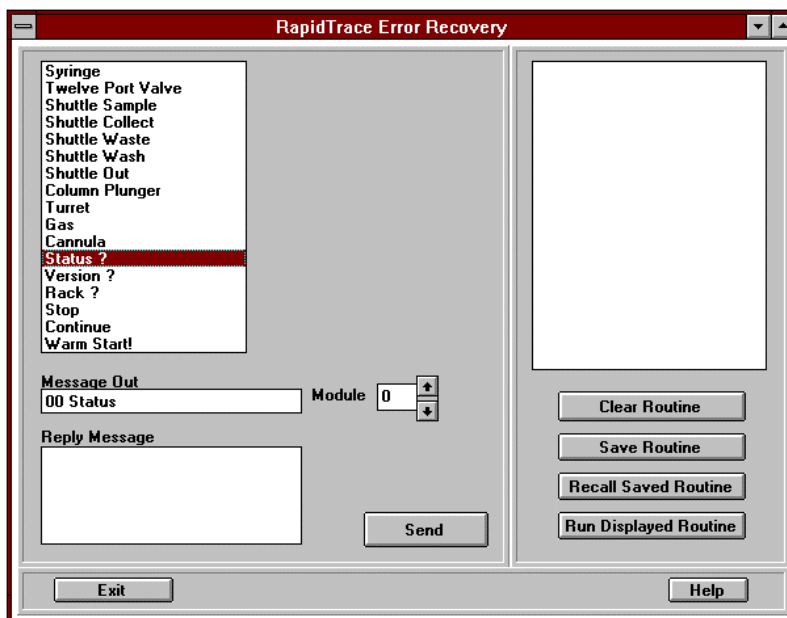 RapidTrace Error Recovery
Syringe
Twelve Port Valve
Shuttle Sample
Shuttle Collect
Shuttle Waste
Shuttle Wash
Shuttle Out
Column Plunger
Turret
Gas
Cannula
Status ?
Version ?
Rack ?
Stop
Continue
Warm Start!
Message Out
00 Status
Module 0
Reply Message
Send
Clear Routine
Save Routine
Recall Saved Routine
Run Displayed Routine
Exit
Help